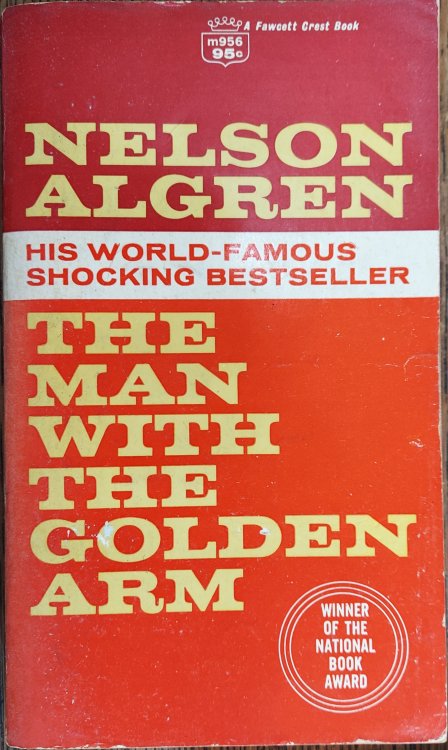 A Fawcett Crest Book
m956
95c
NELSON
ALGREN
HIS WORLD-FAMOUS
SHOCKING BESTSELLER
THE
MAN
WITH
THE
GOLDEN
ARM
WINNER
OF THE
NATIONAL
BOOK
AWARD